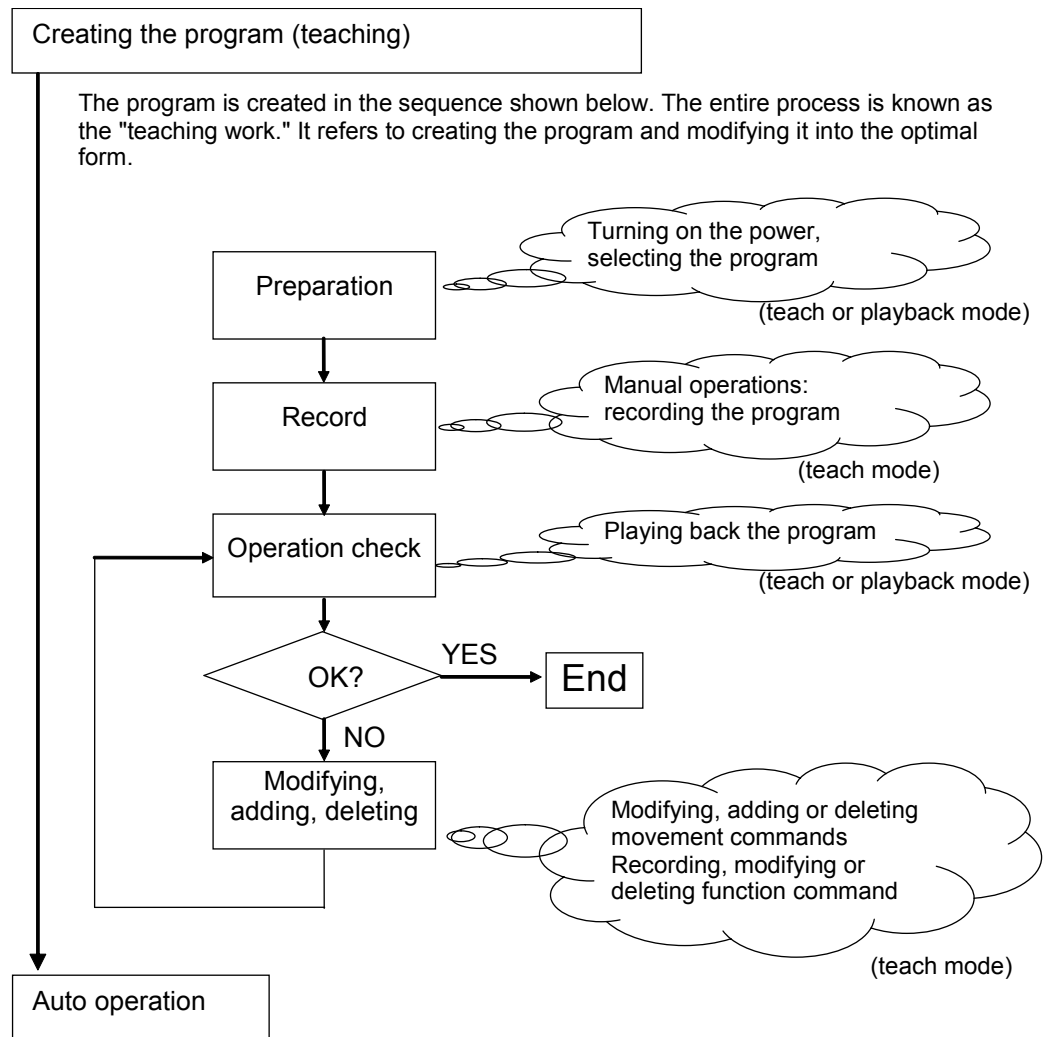 Creating the program (teaching)
The program is created in the sequence shown below. The entire process is known as
the "teaching work." It refers to creating the program and modifying it into the optimal
form.
Turning on the power,
selecting the program
Preparation
(teach or playback mode)
Manual operations:
recording the program
Record
(teach mode)
Playing back the program
Operation check
(teach or playback mode)
YES
OK?
End
NO
Modifying,
adding, deleting
Modifying, adding or deleting
movement commands
Recording, modifying or
deleting function command
(teach mode)
Auto operation